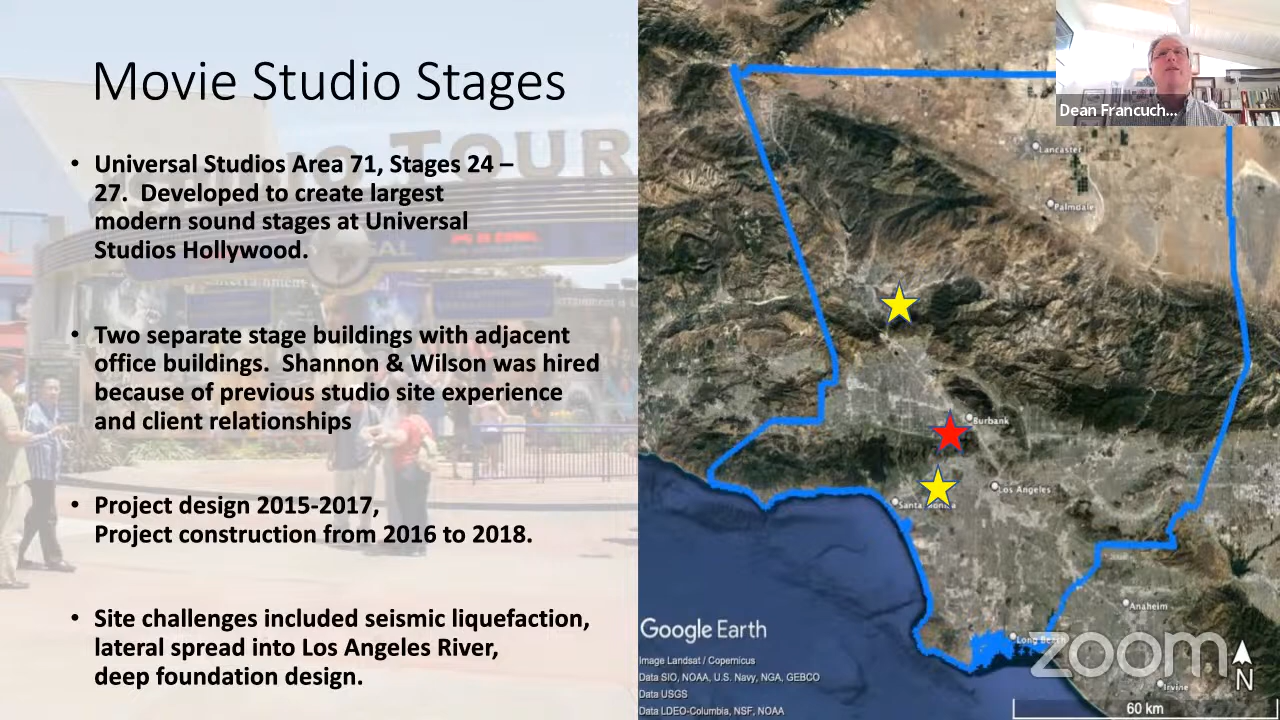 Movie Studio Stages
• Universal Studios Area 71, Stages 24 –
27. Developed to create largest
modern sound stages at Universal
Studios Hollywood.
• Two separate stage buildings with adjacent
office buildings. Shannon & Wilson was hired
because of previous studio site experience
and client relationships
• Project design 2015-2017,
Project construction from 2016 to 2018.
• Site challenges included seismic liquefaction,
lateral spread into Los Angeles River,
deep foundation design.
TOUR
Dean Francuch...
Lancaster
Palmdale
Burbank
Los Angeles
Santa Monica
Anaheim
Long Beach
Irvine
Google Earth
Image Landsat / Copernicus
Data SIO, NOAA, U.S. Navy, NGA, GEBCO
Data USGS
Data LDEO-Columbia, NSF, NOAA
zoom
N
60 km